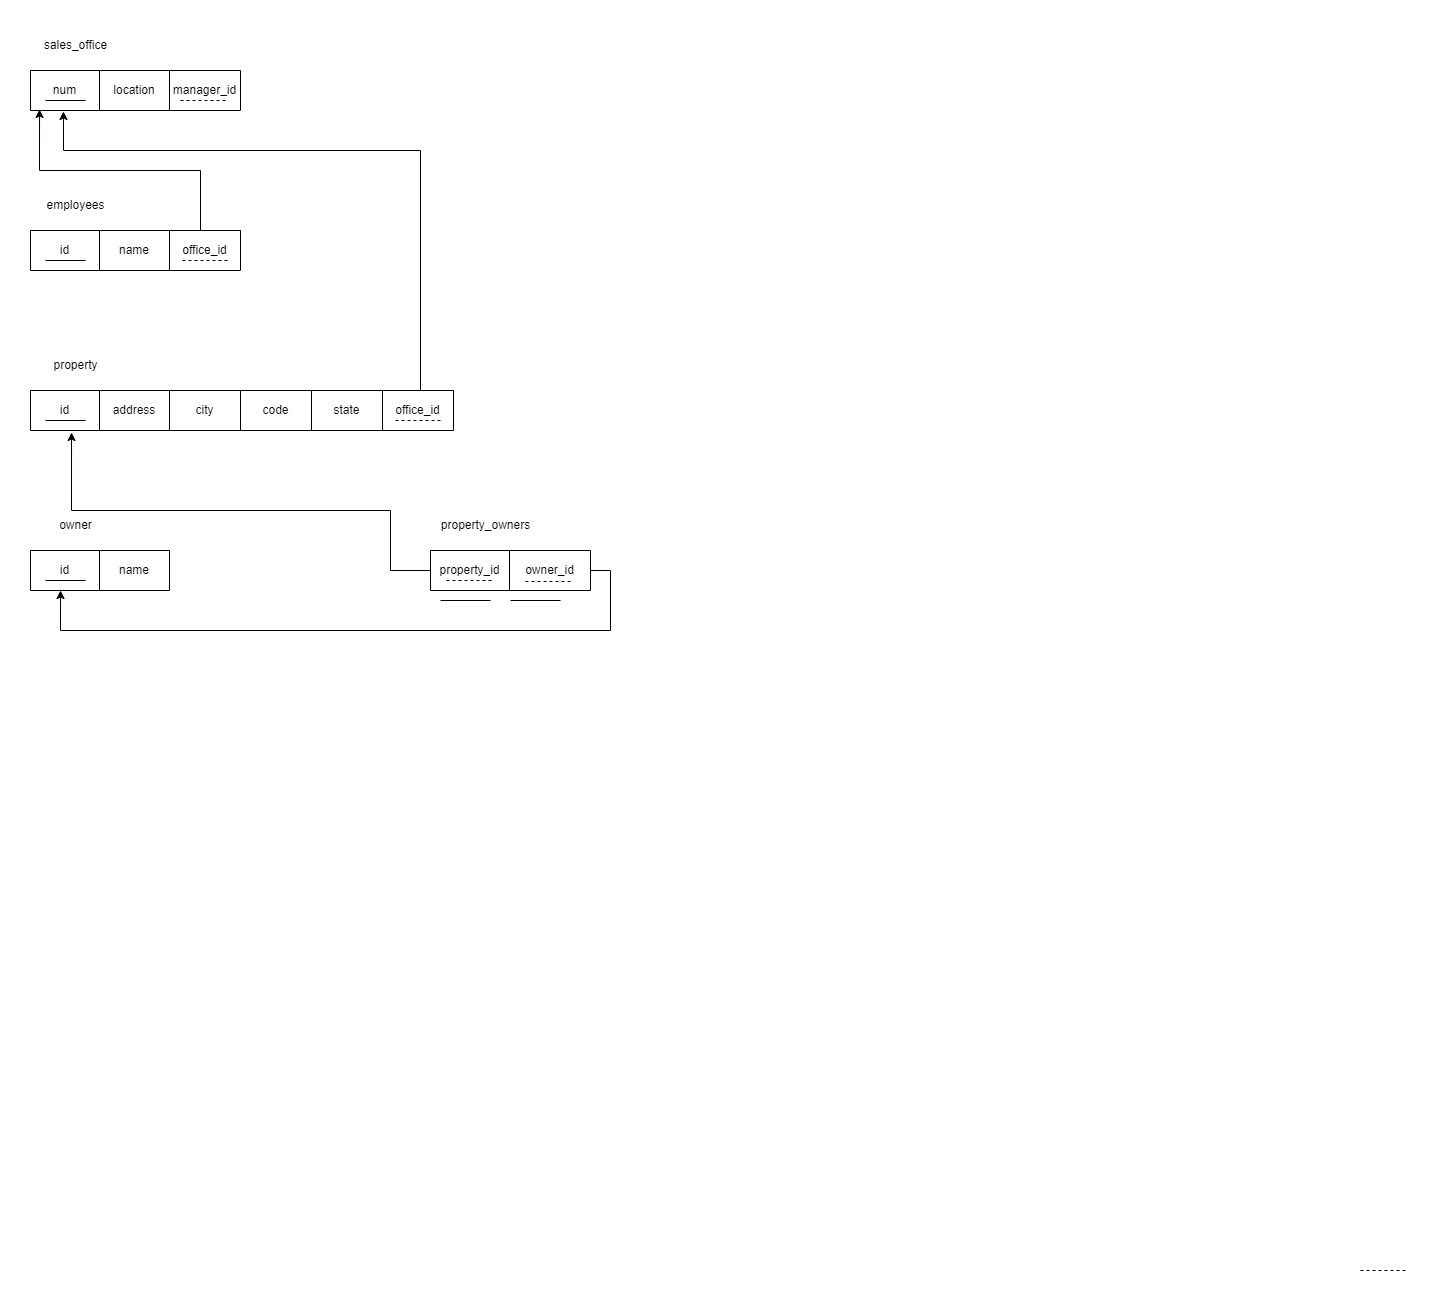 sales_office
num location manager_id
employees
id name office_id
property
id address city code state office_id
owner property_owners
id name property_id owner_id